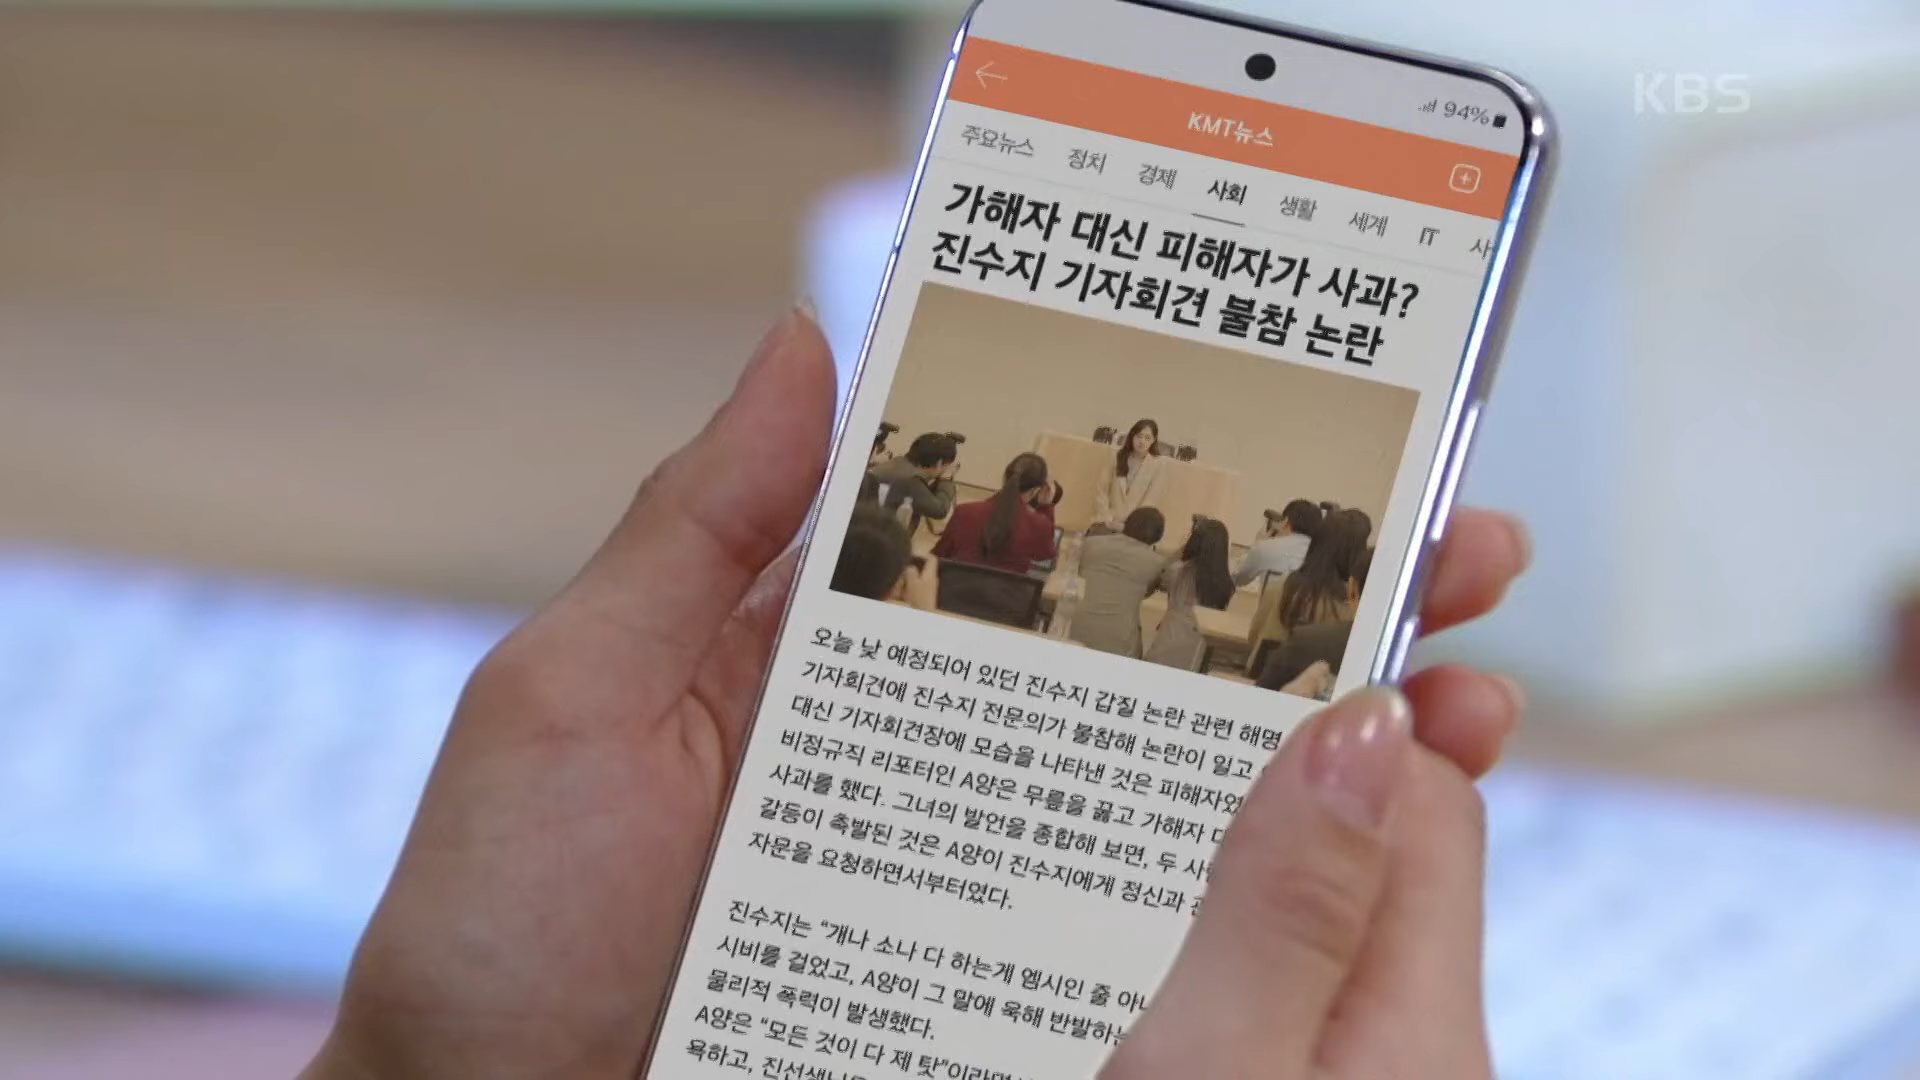 KBS
94%
KMT뉴스
주요뉴스 정치 경제 사회 생활 세계 IT 사
가해자 대신 피해자가 사과?
진수지 기자회견 불참 논란
오늘 낮 예정되어 있던 진수지 갑질 논란 관련 해명
기자회견에 진수지 전문의가 불참해 논란이 일고
대신 기자회견장에 모습을 나타낸 것은 피해자였
비정규직 리포터인 A양은 무릎을 꿇고 가해자
사과를 했다. 그녀의 발언을 종합해 보면, 두
갈등이 촉발된 것은 A양이 진수지에게 정신과
자문을 요청하면서부터였다.
진수지는 “개나 소나 다 하는게 엠시인 줄
시비를 걸었고, A양이 그 말에 욱해 반발하는
물리적 폭력이 발생했다.
A양은 “모든 것이 다 제 탓”이라며
욕하고,